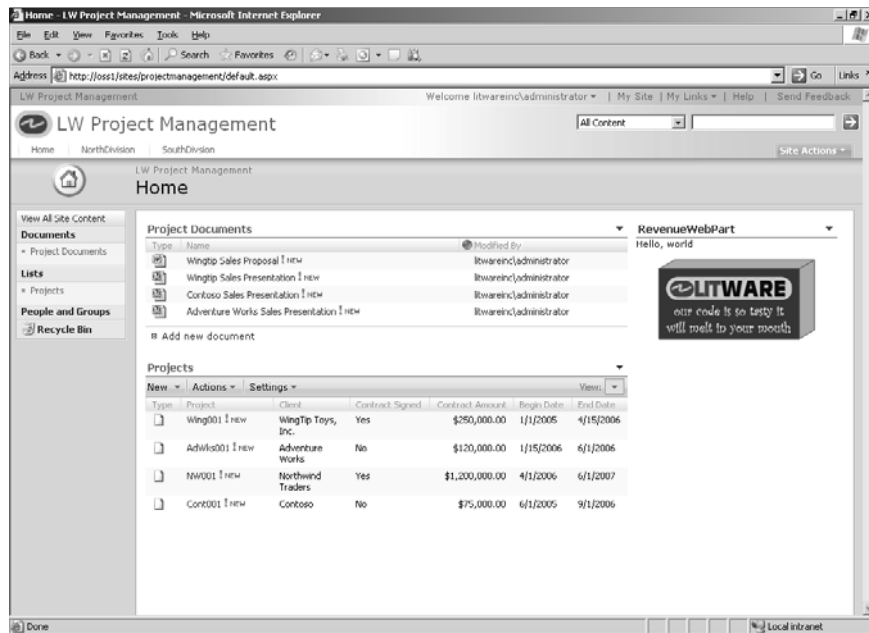 Home - LW Project Management - Microsoft Internet Explorer
File Edit View Favorites Tools Help
Back Search Favorites
Address http://oss1/sites/projectmanagement/default.aspx Go Links
LW Project Management Welcome litwareinc\administrator | My Site | My Links | Help | Send Feedback
LW Project Management All Content
Home NorthDivision SouthDivsion Site Actions
LW Project Management
Home
View All Site Content
Documents
Project Documents
Lists
Projects
People and Groups
Recycle Bin
Project Documents
Type Name Modified By
Wingtip Sales Proposal ! NEW litwareinc\administrator
Wingtip Sales Presentation ! NEW litwareinc\administrator
Contoso Sales Presentation ! NEW litwareinc\administrator
Adventure Works Sales Presentation ! NEW litwareinc\administrator
Add new document
Projects
New Actions Settings View:
Type Project Client Contract Signed Contract Amount Begin Date End Date
Wing001 ! NEW WingTip Toys, Inc. Yes $250,000.00 1/1/2005 4/15/2006
AdWks001 ! NEW Adventure Works No $120,000.00 1/15/2006 6/1/2006
NW001 ! NEW Northwind Traders Yes $1,200,000.00 4/1/2006 6/1/2007
Cont001 ! NEW Contoso No $75,000.00 6/1/2005 9/1/2006
RevenueWebPart
Hello, world
LITWARE
our code is so tasty it
will melt in your mouth
Done Local intranet